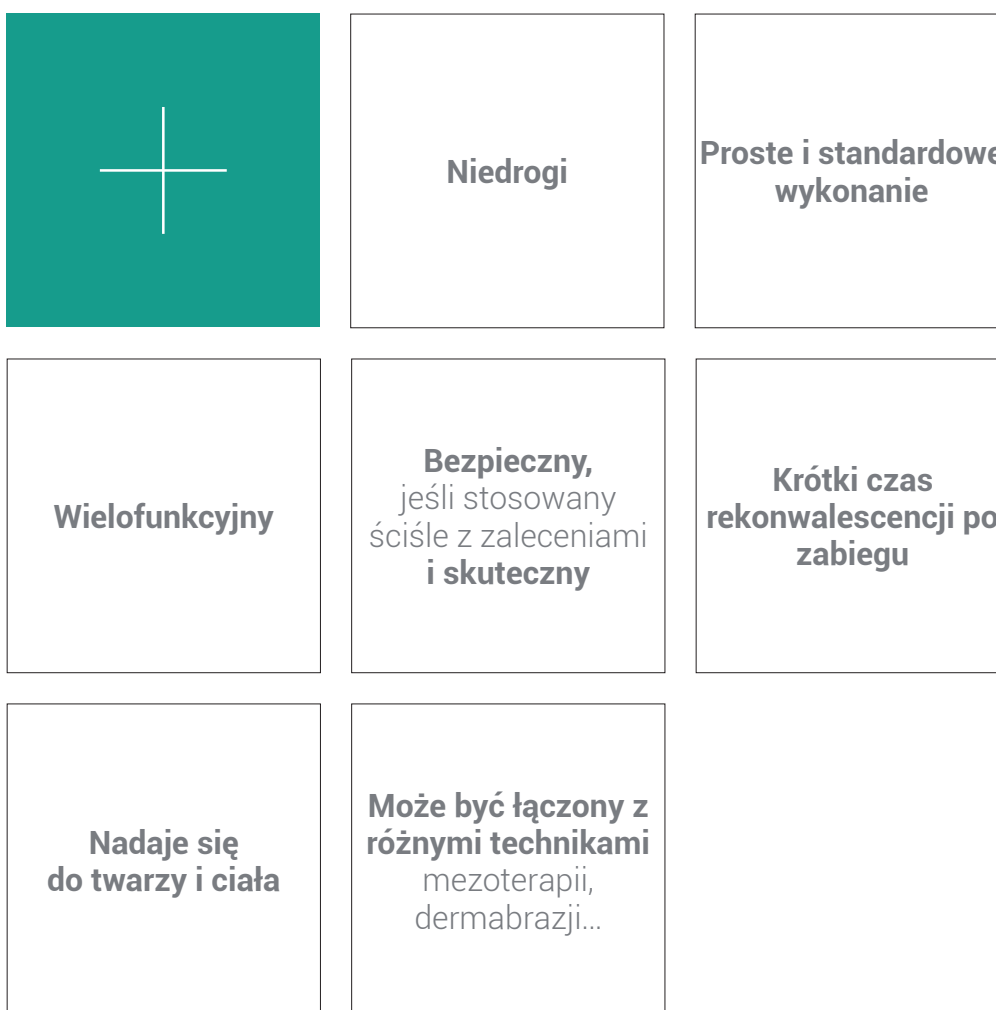 Niedrogi
Proste i standardowe
wykonanie
Wielofunkcyjny
Bezpieczny,
jeśli stosowany
ściśle z zaleceniami
i skuteczny
Krótki czas
rekonwalescencji po
zabiegu
Nadaje się
do twarzy i ciała
Może być łączony z
różnymi technikami
mezoterapii,
dermabrazji...